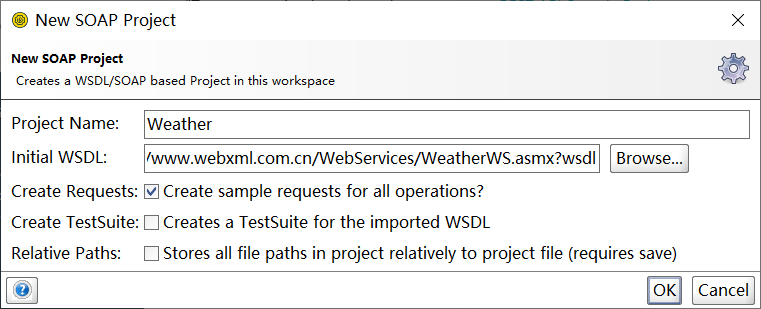 New SOAP Project
New SOAP Project
Creates a WSDL/SOAP based Project in this workspace
Project Name: Weather
Initial WSDL: /www.webxml.com.cn/WebServices/WeatherWS.asmx?wsdl Browse...
Create Requests: Create sample requests for all operations?
Create TestSuite: Creates a TestSuite for the imported WSDL
Relative Paths: Stores all file paths in project relatively to project file (requires save)
? OK Cancel